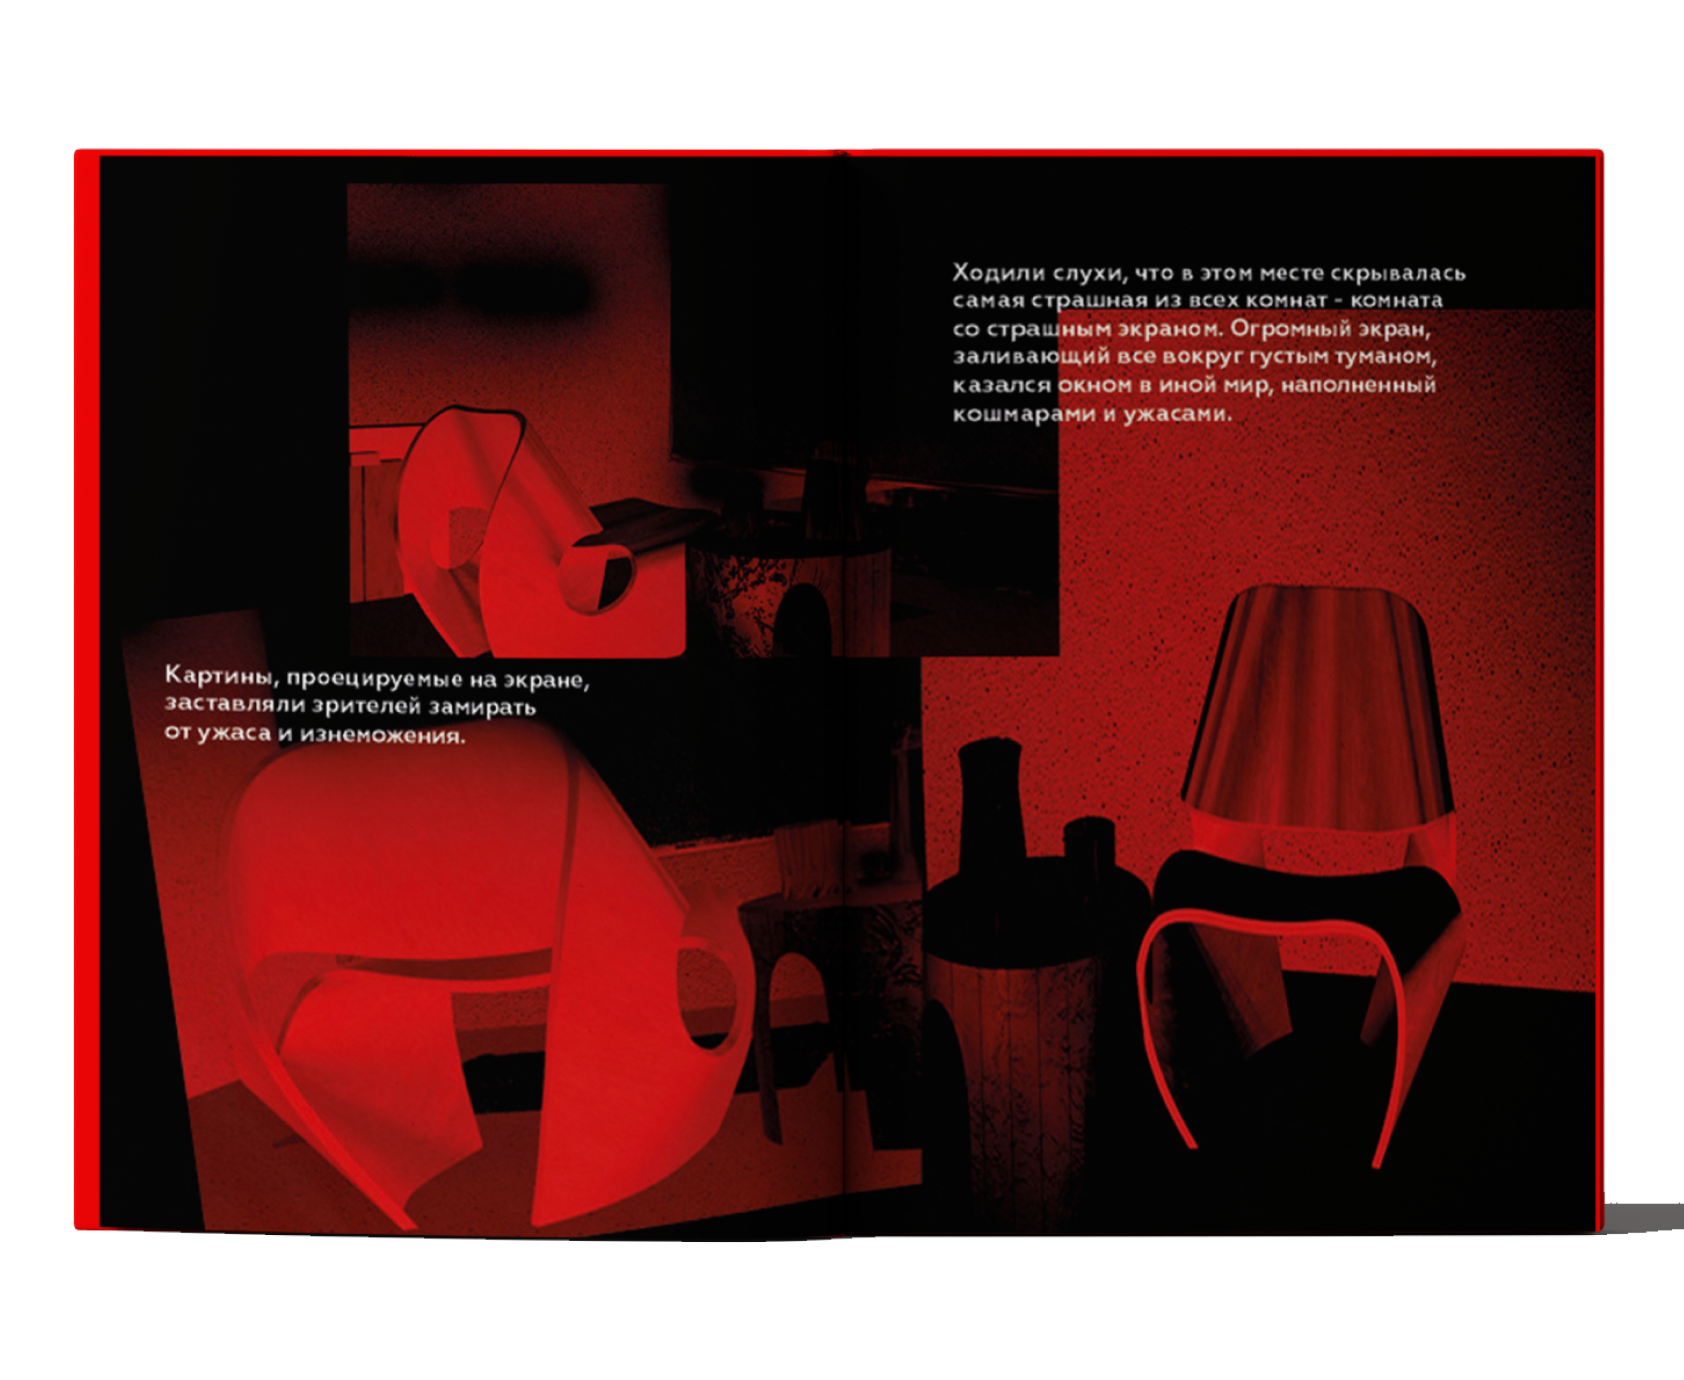 Картины, проецируемые на экране,
заставляли зрителей замирать
от ужаса и изнеможения.
Ходили слухи, что в этом месте скрывалась
самая страшная из всех комнат - комната
со страшным экраном. Огромный экран,
заливающий все вокруг густым туманом,
казался окном в иной мир, наполненный
кошмарами и ужасами.